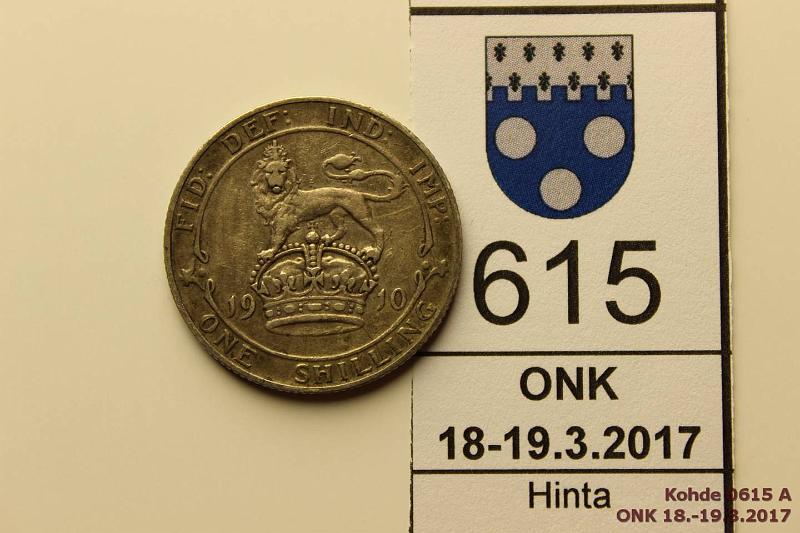 FID: DEF: IND: IMP:
19 10
ONE SHILLING
615
ONK
18-19.3.2017
Hinta
Kohde 0615 A
ONK 18.-19.3.2017